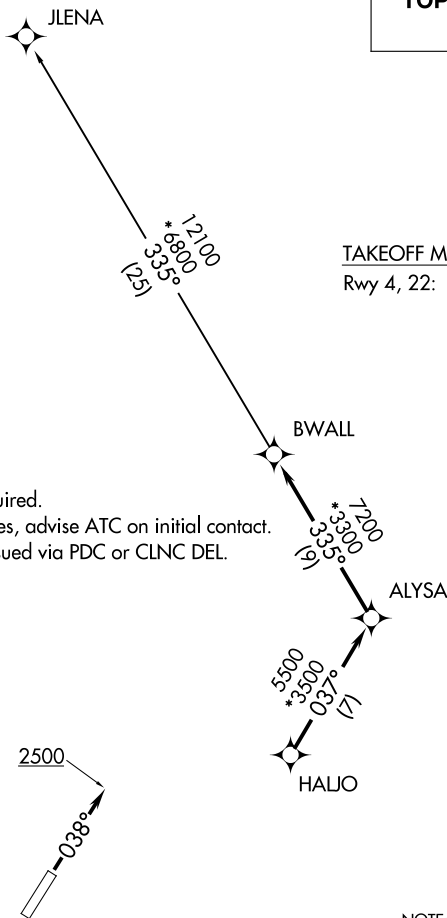 TOP
JLENA
12100
*6800
335°
(25)
TAKEOFF M
Rwy 4, 22:
BWALL
uired.
es, advise ATC on initial contact.
sued via PDC or CLNC DEL.
7200
*3300
335°
(9)
ALYSA
5500
*3500
037°
(7)
HALJO
2500
038°
NOTE